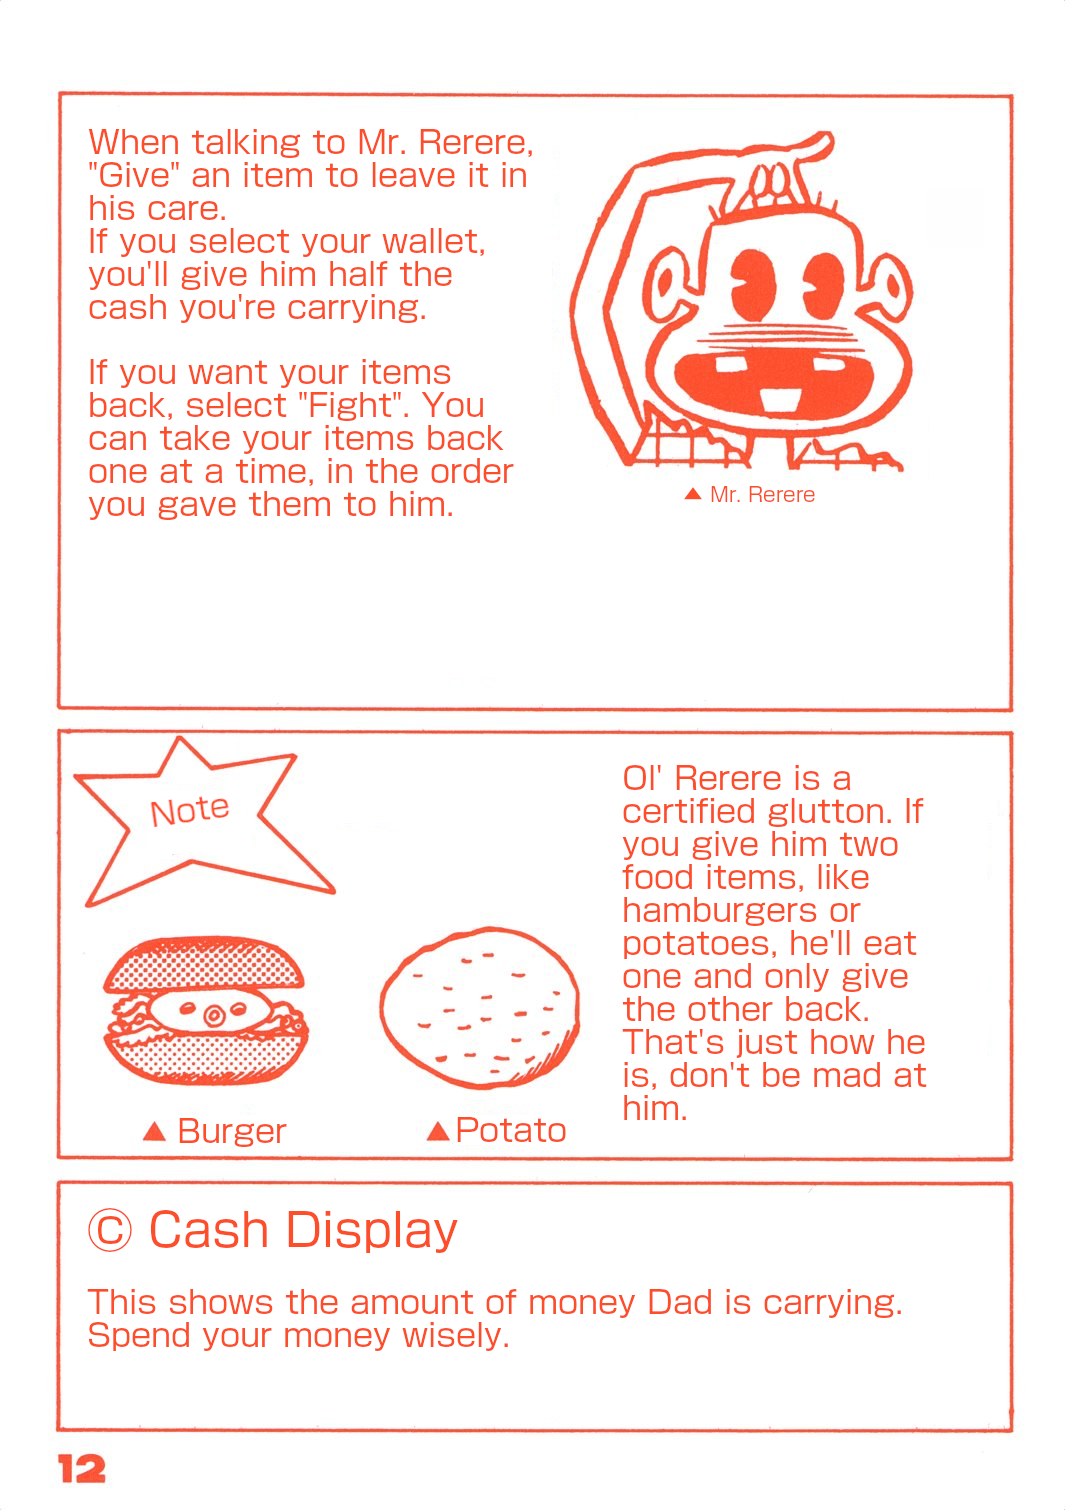 When talking to Mr. Rerere,
"Give" an item to leave it in
his care.
If you select your wallet,
you'll give him half the
cash you're carrying.
If you want your items
back, select "Fight". You
can take your items back
one at a time, in the order
you gave them to him.
▲ Mr. Rerere
Note
Ol' Rerere is a
certified glutton. If
you give him two
food items, like
hamburgers or
potatoes, he'll eat
one and only give
the other back.
That's just how he
is, don't be mad at
him.
▲ Burger
▲ Potato
Ⓒ Cash Display
This shows the amount of money Dad is carrying.
Spend your money wisely.
12